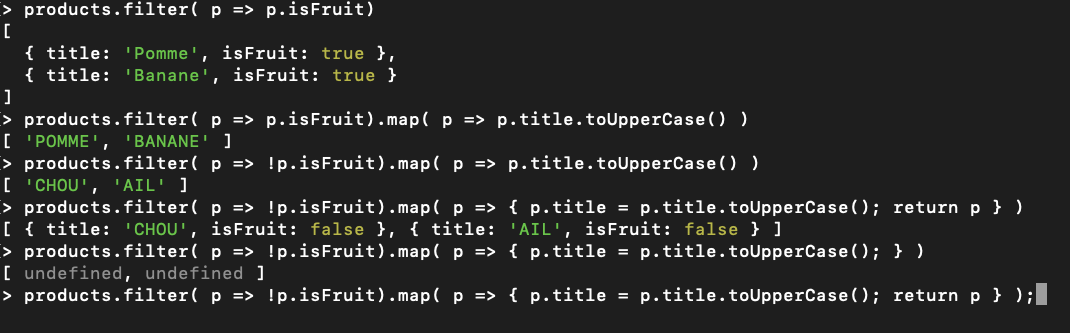 > products.filter( p => p.isFruit)
[
  { title: 'Pomme', isFruit: true },
  { title: 'Banane', isFruit: true }
]
> products.filter( p => p.isFruit).map( p => p.title.toUpperCase() )
[ 'POMME', 'BANANE' ]
> products.filter( p => !p.isFruit).map( p => p.title.toUpperCase() )
[ 'CHOU', 'AIL' ]
> products.filter( p => !p.isFruit).map( p => { p.title = p.title.toUpperCase(); return p } )
[ { title: 'CHOU', isFruit: false }, { title: 'AIL', isFruit: false } ]
> products.filter( p => !p.isFruit).map( p => { p.title = p.title.toUpperCase(); } )
[ undefined, undefined ]
> products.filter( p => !p.isFruit).map( p => { p.title = p.title.toUpperCase(); return p } );